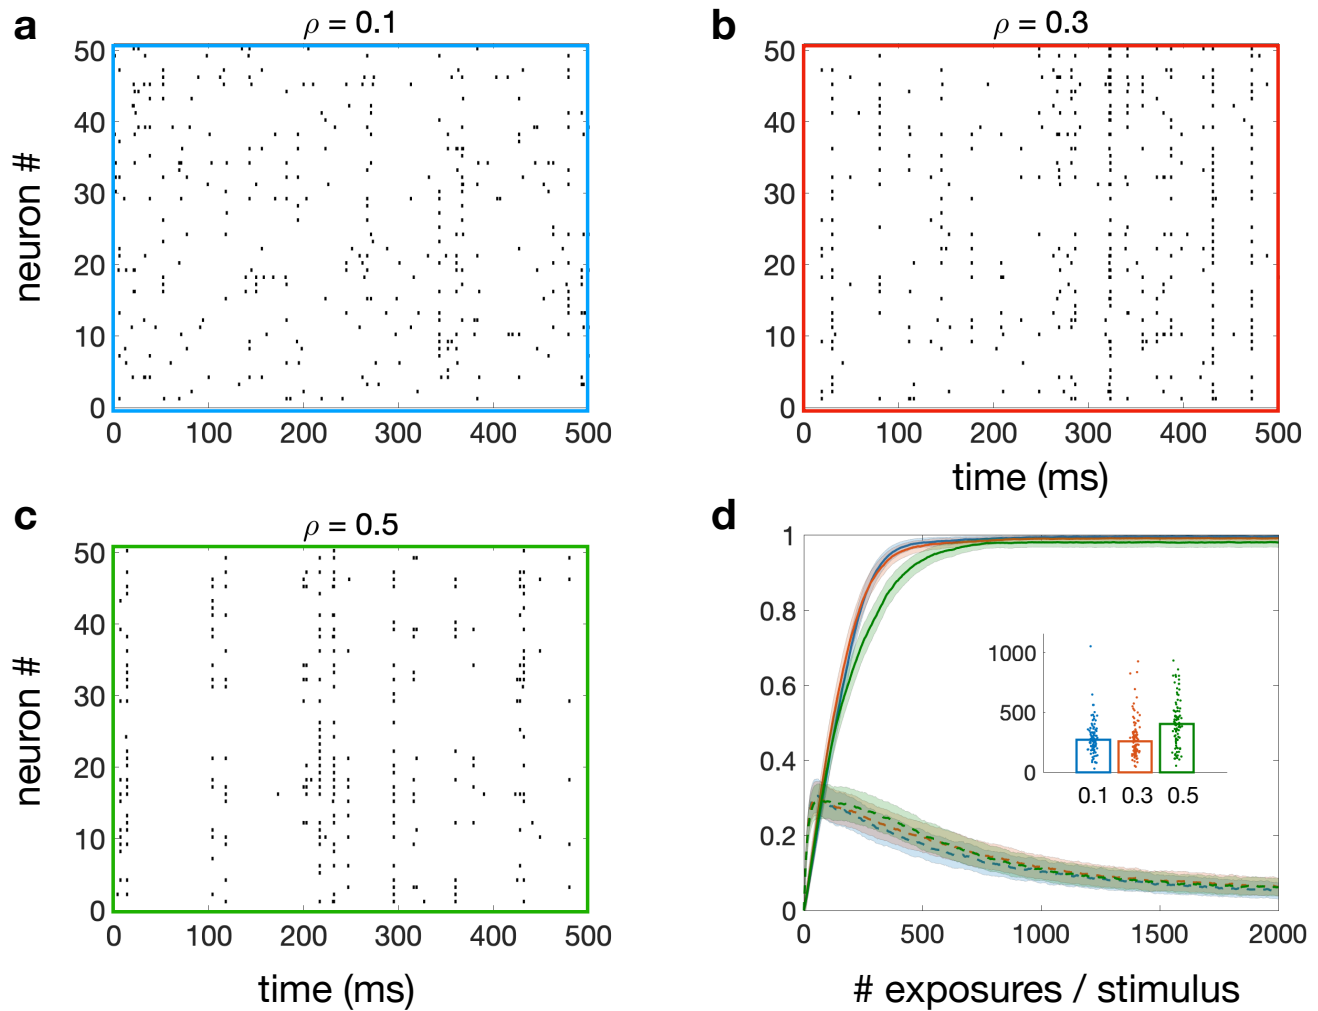 a
ρ = 0.1
neuron #
50
40
30
20
10
0
0 100 200 300 400 500
b
ρ = 0.3
50
40
30
20
10
0
0 100 200 300 400 500
time (ms)
c
ρ = 0.5
neuron #
50
40
30
20
10
0
0 100 200 300 400 500
time (ms)
d
1
0.8
0.6
0.4
0.2
0
0 500 1000 1500 2000
# exposures / stimulus
1000
500
0
0.1 0.3 0.5